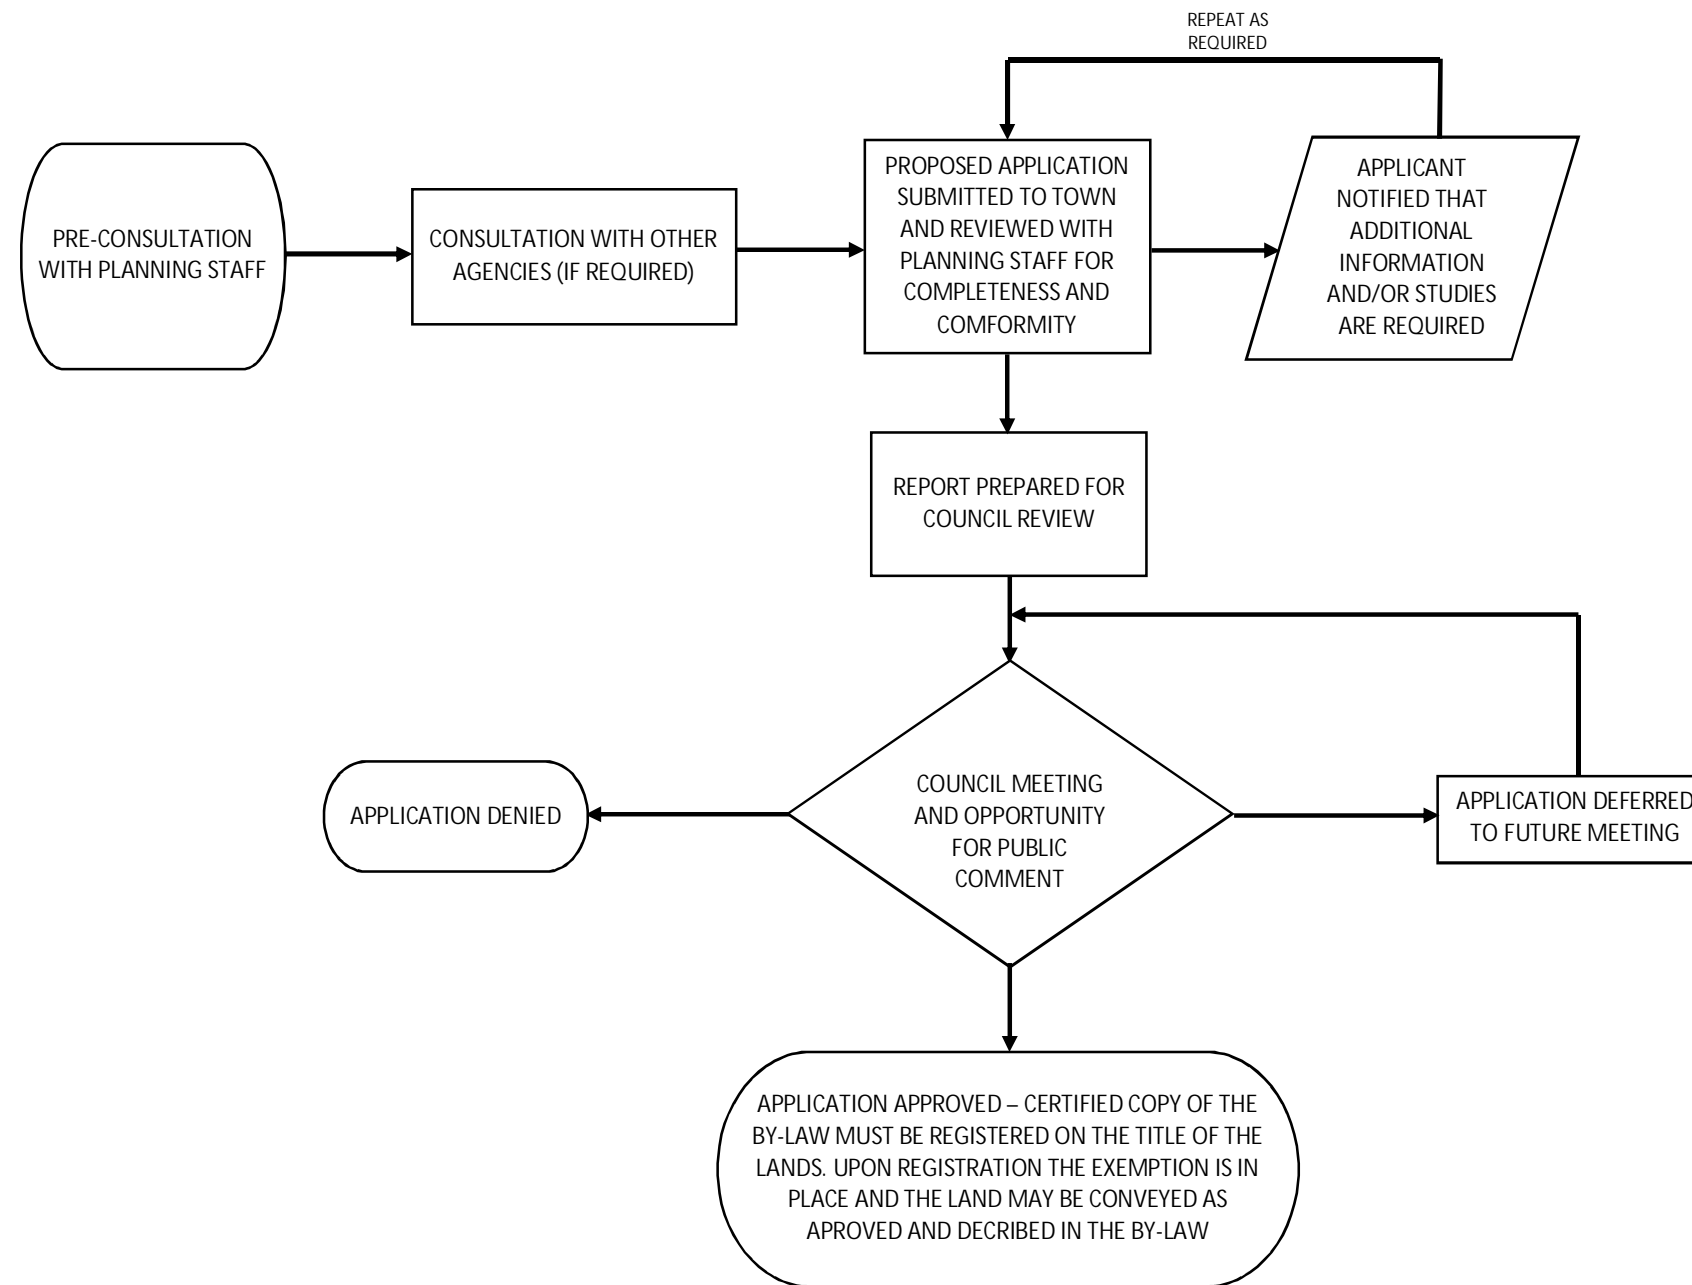 REPEAT AS
REQUIRED
PRE-CONSULTATION
WITH PLANNING STAFF
CONSULTATION WITH OTHER
AGENCIES (IF REQUIRED)
PROPOSED APPLICATION
SUBMITTED TO TOWN
AND REVIEWED WITH
PLANNING STAFF FOR
COMPLETENESS AND
COMFORMITY
APPLICANT
NOTIFIED THAT
ADDITIONAL
INFORMATION
AND/OR STUDIES
ARE REQUIRED
REPORT PREPARED FOR
COUNCIL REVIEW
APPLICATION DENIED
COUNCIL MEETING
AND OPPORTUNITY
FOR PUBLIC
COMMENT
APPLICATION DEFERRED
TO FUTURE MEETING
APPLICATION APPROVED – CERTIFIED COPY OF THE
BY-LAW MUST BE REGISTERED ON THE TITLE OF THE
LANDS. UPON REGISTRATION THE EXEMPTION IS IN
PLACE AND THE LAND MAY BE CONVEYED AS
APROVED AND DECRIBED IN THE BY-LAW